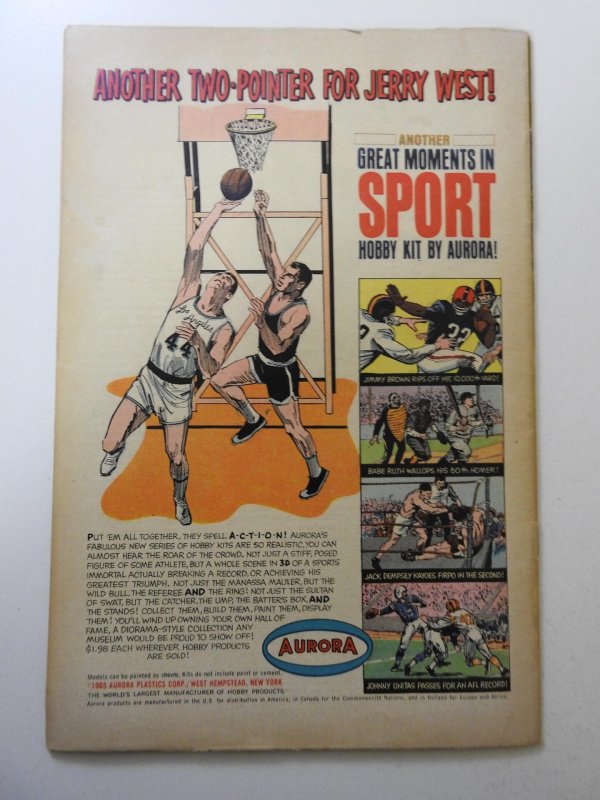 ANOTHER TWO-POINTER FOR JERRY WEST!
ANOTHER
GREAT MOMENTS IN
SPORT
HOBBY KIT BY AURORA!
Los Angeles
44
32
JIMMY BROWN RIPS OFF HIS 10,000th YARD!
BABE RUTH WALLOPS HIS 60th HOMER!
JACK DEMPSEY KAYOES FIRPO IN THE SECOND!
JOHNNY UNITAS PASSES FOR AN AFL RECORD!
PUT 'EM ALL TOGETHER, THEY SPELL A-C-T-I-O-N! AURORA'S
FABULOUS NEW SERIES OF HOBBY KITS ARE SO REALISTIC, YOU CAN
ALMOST HEAR THE ROAR OF THE CROWD. NOT JUST A STIFF, POSED
FIGURE OF SOME ATHLETE, BUT A WHOLE SCENE IN 3D OF A SPORTS
IMMORTAL ACTUALLY BREAKING A RECORD, OR ACHIEVING HIS
GREATEST TRIUMPH. NOT JUST THE MANASSA MAULER, BUT THE
WILD BULL, THE REFEREE AND THE RING! NOT JUST THE SULTAN
OF SWAT, BUT THE CATCHER, THE UMP, THE BATTER'S BOX, AND
THE STANDS! COLLECT THEM, BUILD THEM, PAINT THEM, DISPLAY
THEM! YOU'LL WIND UP OWNING YOUR OWN HALL OF
FAME, A DIORAMA-STYLE COLLECTION ANY
MUSEUM WOULD BE PROUD TO SHOW OFF!
$1.98 EACH WHEREVER HOBBY PRODUCTS
ARE SOLD!
AURORA
Models can be painted as shown. Kits do not include paint or cement.
©1965 AURORA PLASTICS CORP., WEST HEMPSTEAD, NEW YORK
THE WORLD'S LARGEST MANUFACTURER OF HOBBY PRODUCTS
Aurora products are manufactured in the U.S. for distribution in America; in Canada for the Commonwealth Nations, and in Holland for Europe and Africa.